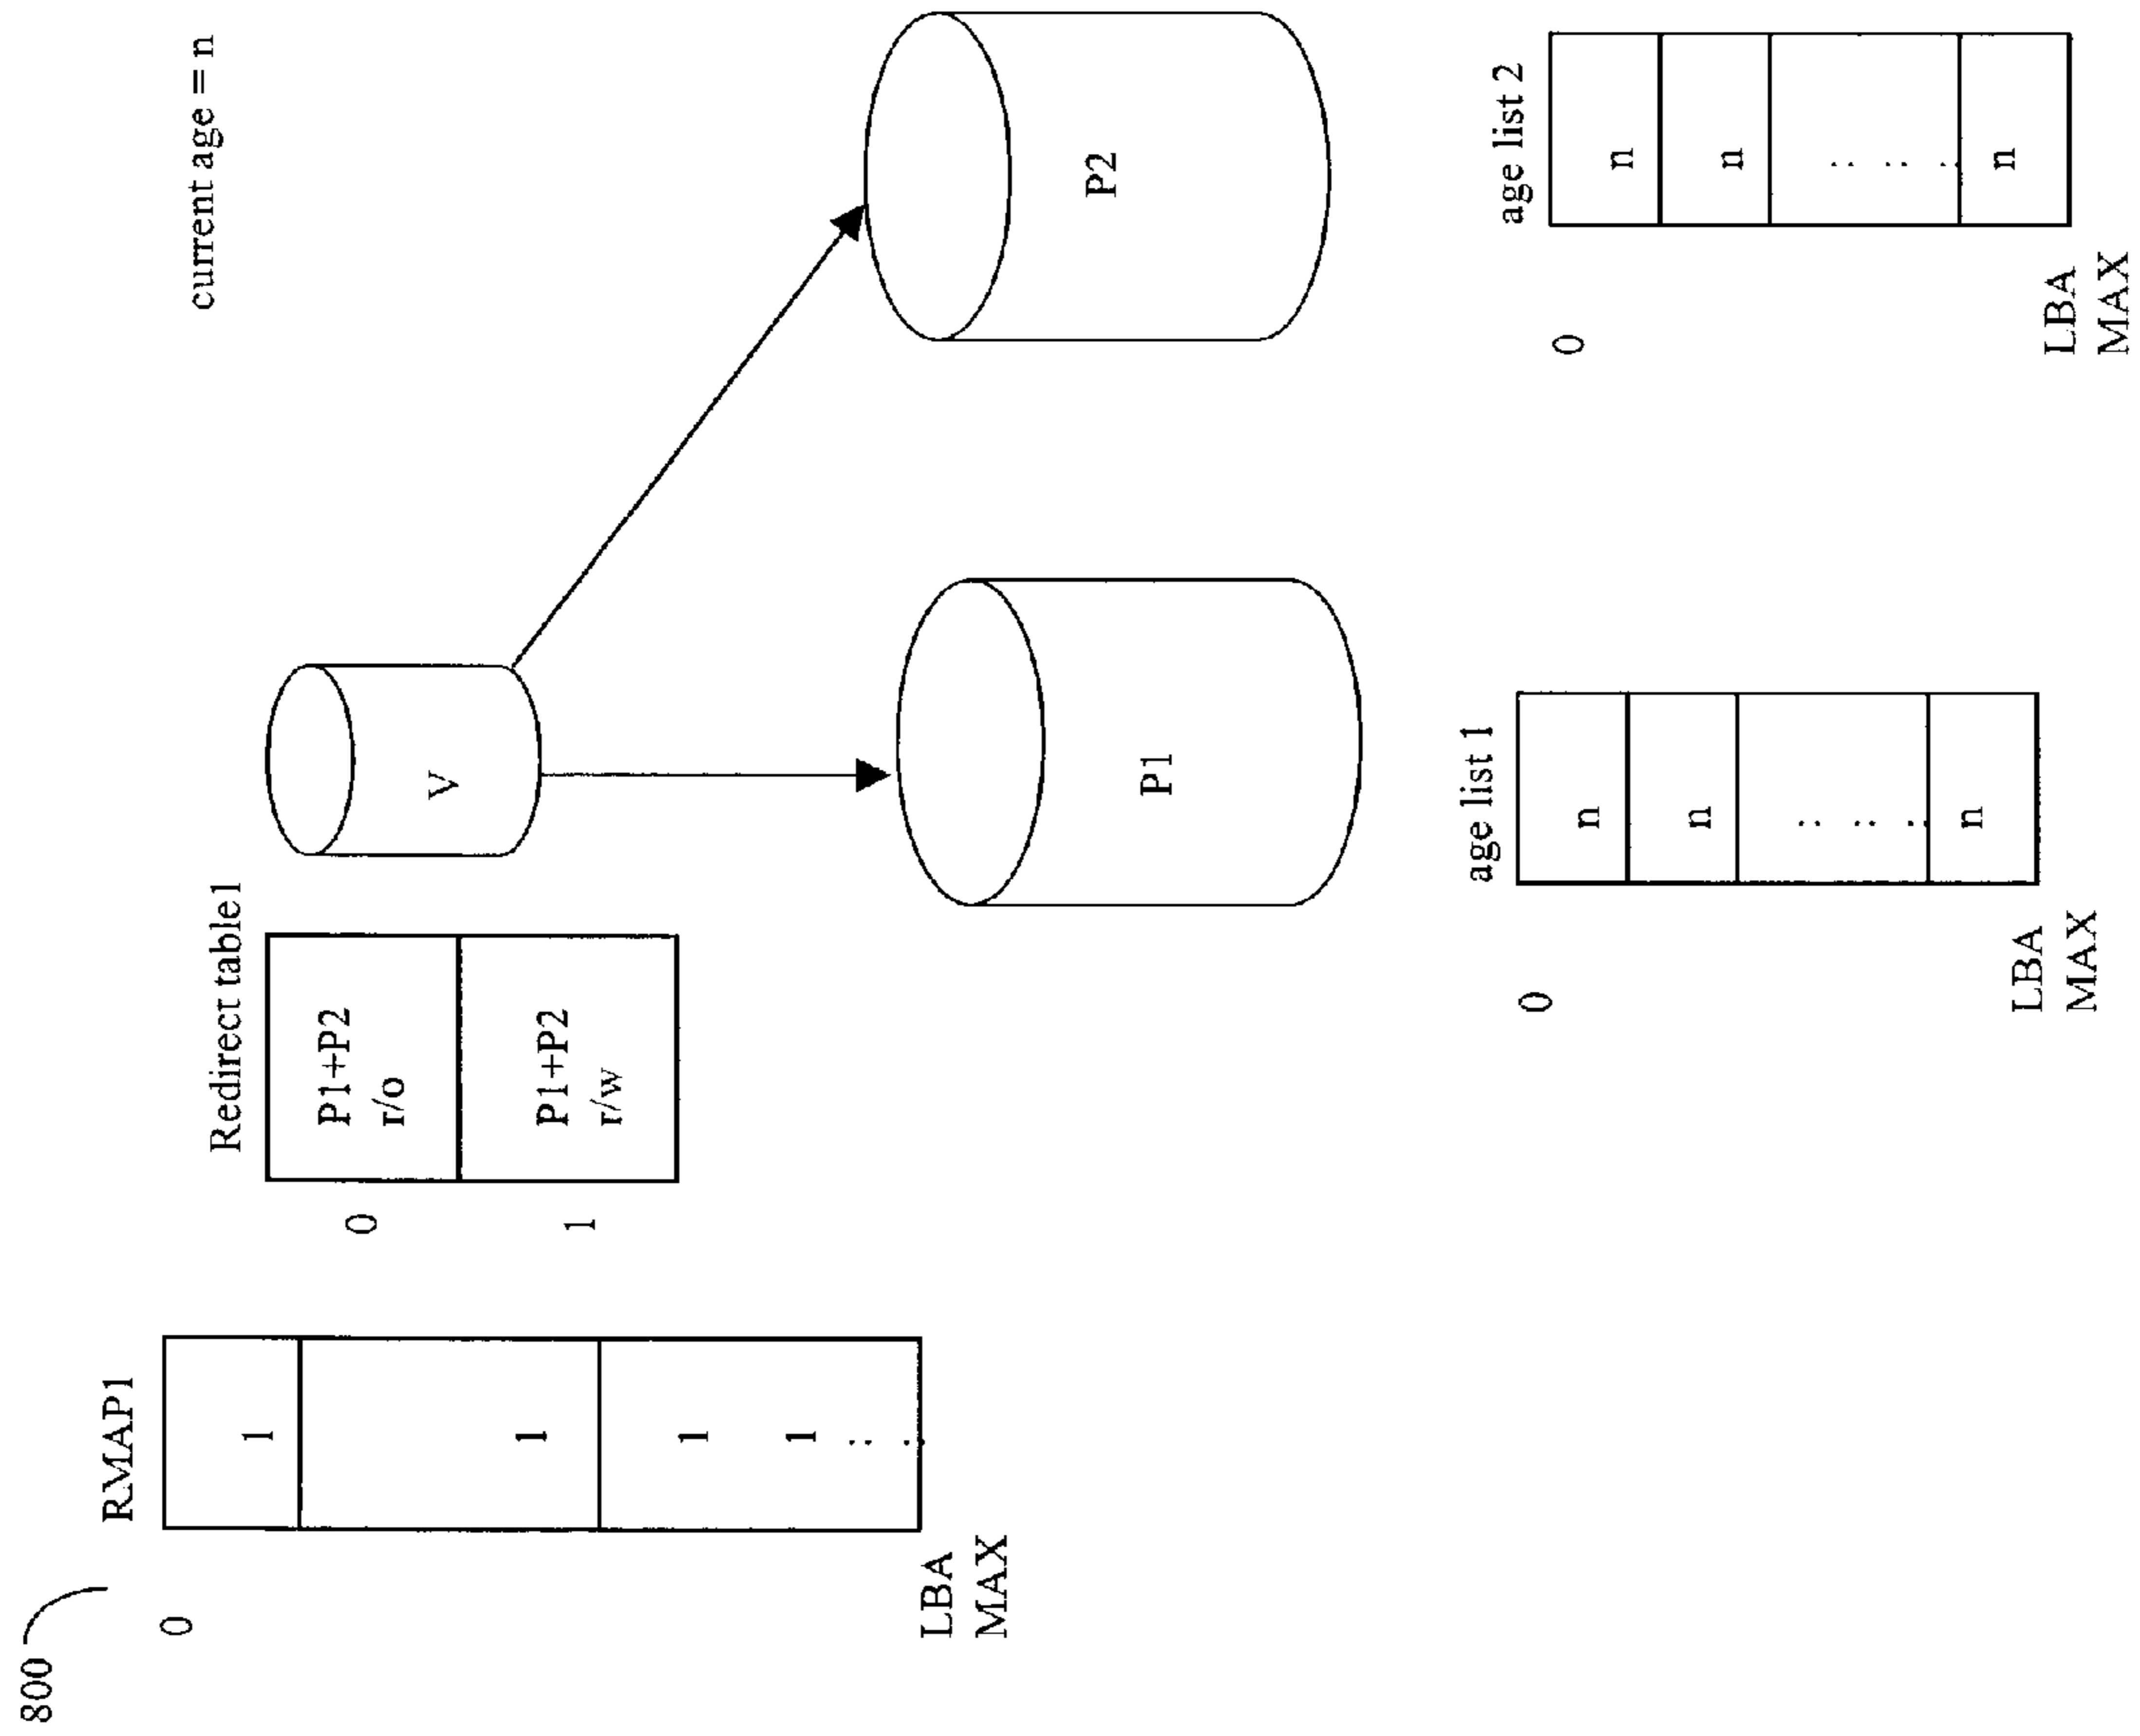 800
current age = n
RMAP1
0
1
1
1
1
: :
LBA
MAX
Redirect table1
0
P1+P2
r/o
1
P1+P2
r/w
V
P1
P2
age list 1
0
n
n
: : :
n
LBA
MAX
age list 2
0
n
n
: : :
n
LBA
MAX